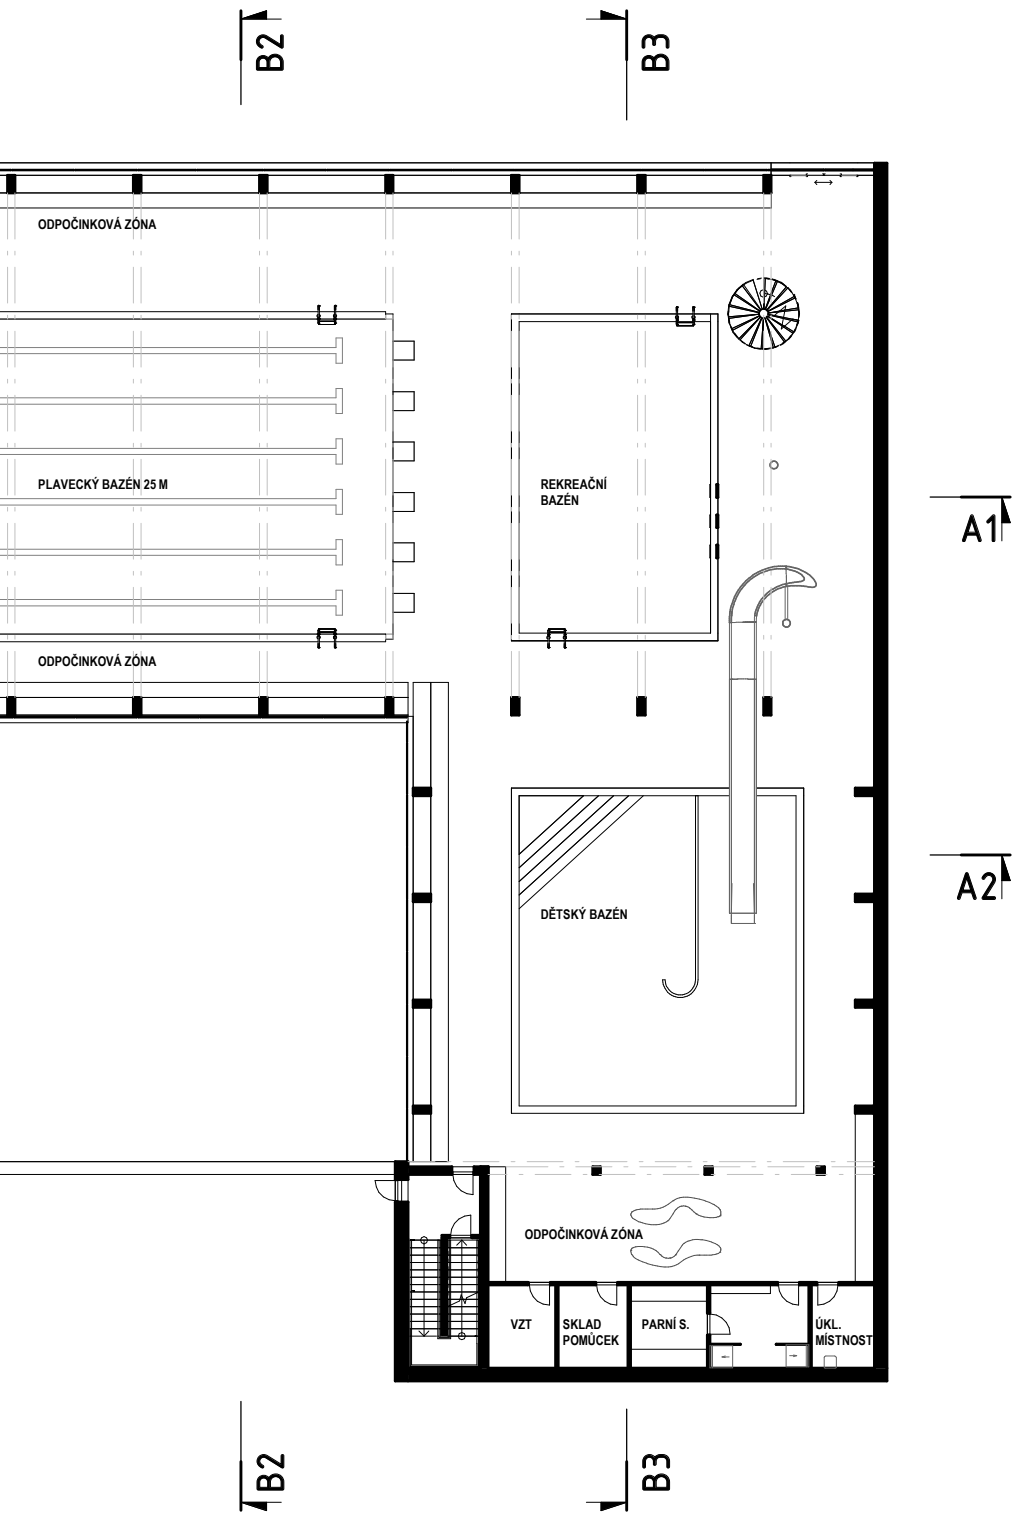 B2
B3
ODPOČINKOVÁ ZÓNA
PLAVECKÝ BAZÉN 25 M
REKREAČNÍ
BAZÉN
A1
ODPOČINKOVÁ ZÓNA
A2
DĚTSKÝ BAZÉN
ODPOČINKOVÁ ZÓNA
VZT
SKLAD
POMŮCEK
PARNÍ S.
ÚKL.
MÍSTNOST
B2
B3